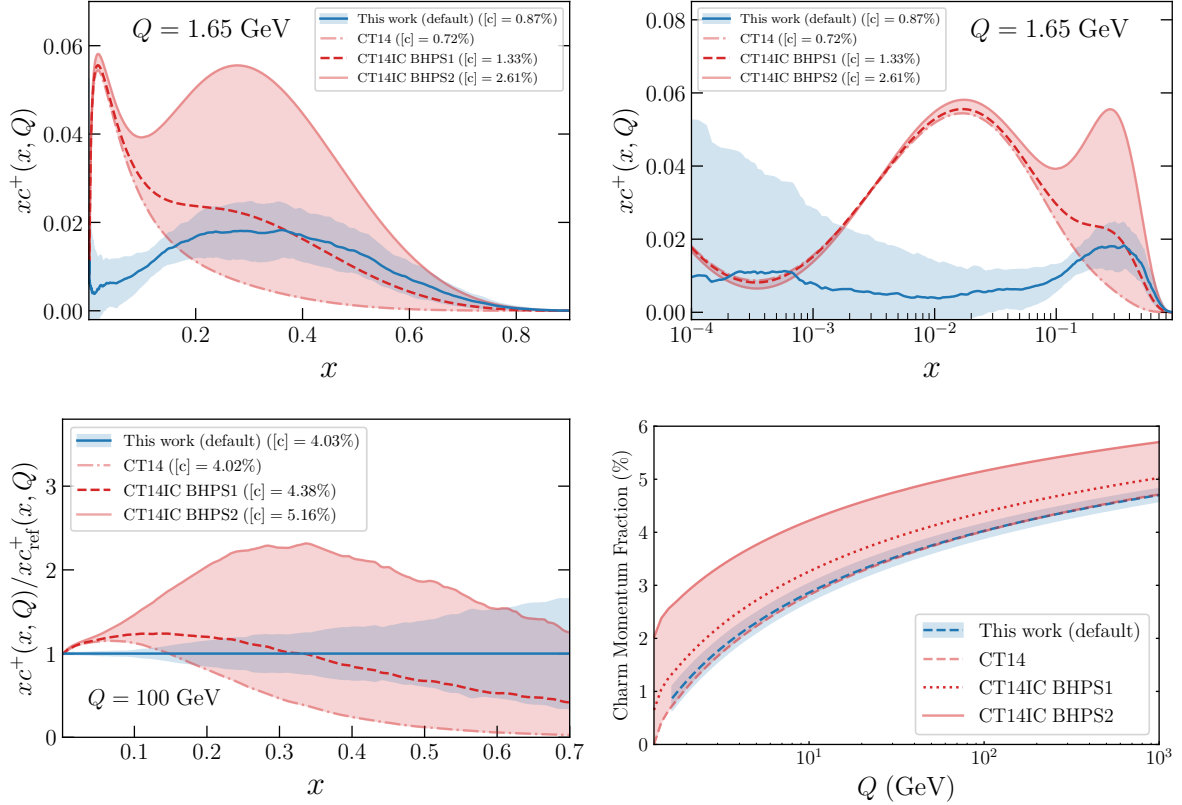 Q = 1.65 GeV
This work (default) ([c] = 0.87%)
CT14 ([c] = 0.72%)
CT14IC BHPS1 ([c] = 1.33%)
CT14IC BHPS2 ([c] = 2.61%)
xc⁺(x, Q)
0.06
0.04
0.02
0.00
0.2 0.4 0.6 0.8
x
This work (default) ([c] = 0.87%)
CT14 ([c] = 0.72%)
CT14IC BHPS1 ([c] = 1.33%)
CT14IC BHPS2 ([c] = 2.61%)
Q = 1.65 GeV
xc⁺(x, Q)
0.08
0.06
0.04
0.02
0.00
10⁻⁴ 10⁻³ 10⁻² 10⁻¹
x
This work (default) ([c] = 4.03%)
CT14 ([c] = 4.02%)
CT14IC BHPS1 ([c] = 4.38%)
CT14IC BHPS2 ([c] = 5.16%)
xc⁺(x, Q)/xc⁺ref(x, Q)
3
2
1
0
Q = 100 GeV
0.1 0.2 0.3 0.4 0.5 0.6 0.7
x
Charm Momentum Fraction (%)
6
5
4
3
2
1
0
This work (default)
CT14
CT14IC BHPS1
CT14IC BHPS2
10¹ 10² 10³
Q (GeV)